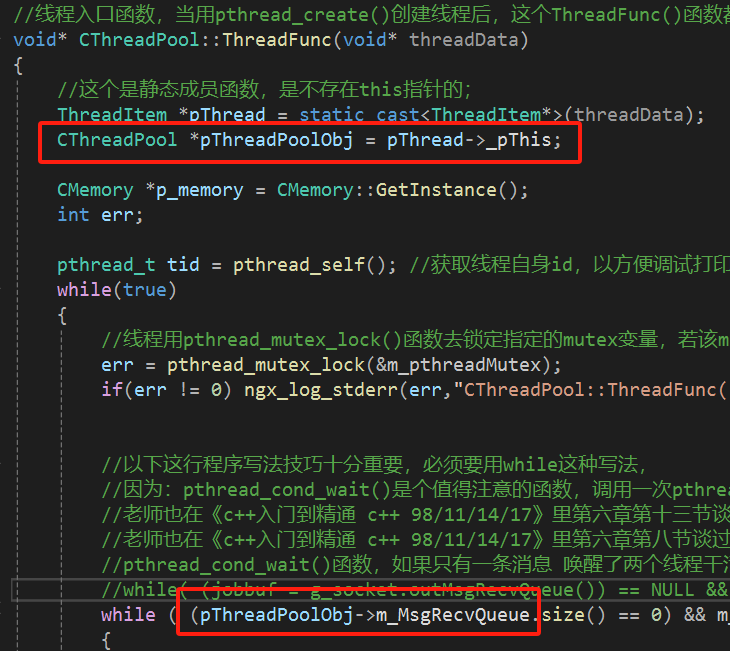 //线程入口函数，当用pthread_create()创建线程后，这个ThreadFunc()函数都
void* CThreadPool::ThreadFunc(void* threadData)
{
//这个是静态成员函数，是不存在this指针的；
ThreadItem *pThread = static_cast<ThreadItem*>(threadData);
CThreadPool *pThreadPoolObj = pThread->_pThis;
CMemory *p_memory = CMemory::GetInstance();
int err;
pthread_t tid = pthread_self(); //获取线程自身id，以方便调试打印
while(true)
{
//线程用pthread_mutex_lock()函数去锁定指定的mutex变量，若该m
err = pthread_mutex_lock(&m_pthreadMutex);
if(err != 0) ngx_log_stderr(err,"CThreadPool::ThreadFunc(
//以下这行程序写法技巧十分重要，必须要用while这种写法，
//因为：pthread_cond_wait()是个值得注意的函数，调用一次pthrea
//老师也在《c++入门到精通 c++ 98/11/14/17》里第六章第十三节谈
//老师也在《c++入门到精通 c++ 98/11/14/17》里第六章第八节谈过
//pthread_cond_wait()函数，如果只有一条消息 唤醒了两个线程干活
//while( (jobbuf = g_socket.outMsgRecvQueue()) == NULL &&
while ( (pThreadPoolObj->m_MsgRecvQueue.size() == 0) && m_
{